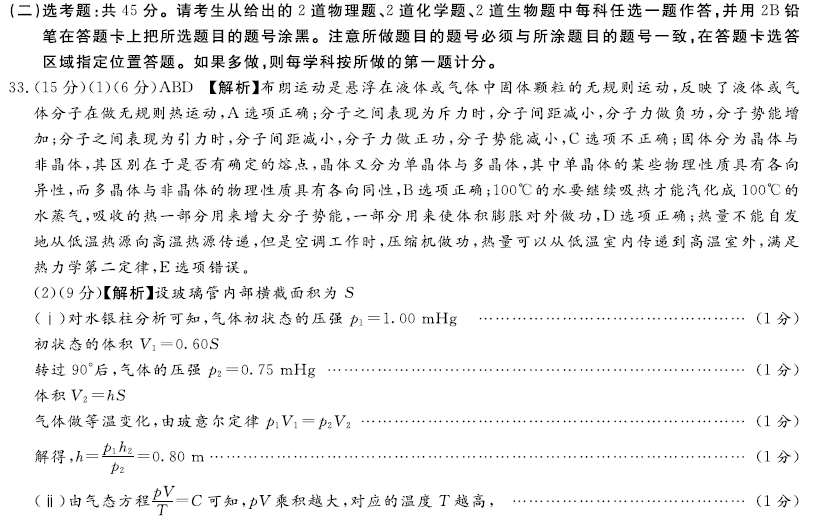 (二)选考题:共 45 分。请考生从给出的 2 道物理题、2 道化学题、2 道生物题中每科任选一题作答,并用 2B 铅
笔在答题卡上把所选题目的题号涂黑。注意所做题目的题号必须与所涂题目的题号一致,在答题卡选答
区域指定位置答题。如果多做,则每学科按所做的第一题计分。
33.(15 分)(1)(6 分)ABD 【解析】布朗运动是悬浮在液体或气体中固体颗粒的无规则运动,反映了液体或气
体分子在做无规则热运动,A 选项正确;分子之间表现为斥力时,分子间距减小,分子力做负功,分子势能增
加;分子之间表现为引力时,分子间距减小,分子力做正功,分子势能减小,C 选项不正确;固体分为晶体与
非晶体,其区别在于是否有确定的熔点,晶体又分为单晶体与多晶体,其中单晶体的某些物理性质具有各向
异性,而多晶体与非晶体的物理性质具有各向同性,B 选项正确;100℃的水要继续吸热才能汽化成 100℃的
水蒸气,吸收的热一部分用来增大分子势能,一部分用来使体积膨胀对外做功,D 选项正确;热量不能自发
地从低温热源向高温热源传递,但是空调工作时,压缩机做功,热量可以从低温室内传递到高温室外,满足
热力学第二定律,E 选项错误。
(2)(9 分)【解析】设玻璃管内部横截面积为 S
(ⅰ)对水银柱分析可知,气体初状态的压强 p₁=1.00 mHg ………………………………………(1 分)
初状态的体积 V₁=0.60S
转过 90°后,气体的压强 p₂=0.75 mHg ………………………………………………………(1 分)
体积 V₂=hS
气体做等温变化,由玻意尔定律 p₁V₁=p₂V₂ ……………………………………………………(1 分)
解得,h=p₁h₂/p₂=0.80 m………………………………………………………………………(1 分)
(ⅱ)由气态方程pV/T=C 可知,pV 乘积越大,对应的温度 T 越高, …………………………………(1 分)